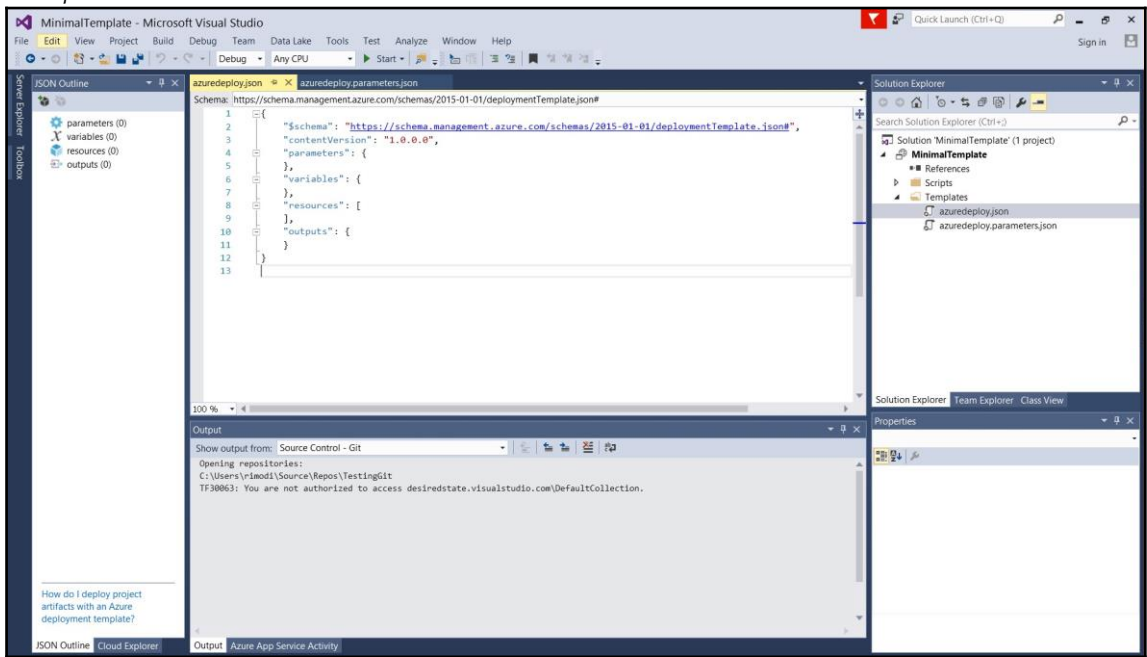 MinimalTemplate - Microsoft Visual Studio
Quick Launch (Ctrl+Q)
File Edit View Project Build Debug Team Data Lake Tools Test Analyze Window Help
Sign in
Debug Any CPU Start
Server Explorer
Toolbox
JSON Outline
parameters (0)
variables (0)
resources (0)
outputs (0)
How do I deploy project
artifacts with an Azure
deployment template?
JSON Outline Cloud Explorer
azuredeploy.json azuredeploy.parameters.json
Schema: https://schema.management.azure.com/schemas/2015-01-01/deploymentTemplate.json#
1 {
2 "$schema": "https://schema.management.azure.com/schemas/2015-01-01/deploymentTemplate.json#",
3 "contentVersion": "1.0.0.0",
4 "parameters": {
5 },
6 "variables": {
7 },
8 "resources": [
9 ],
10 "outputs": {
11 }
12 }
13
100 %
Output
Show output from: Source Control - Git
Opening repositories:
C:\Users\rimodi\Source\Repos\TestingGit
TF30063: You are not authorized to access desiredstate.visualstudio.com\DefaultCollection.
Output Azure App Service Activity
Solution Explorer
Search Solution Explorer (Ctrl+;)
Solution 'MinimalTemplate' (1 project)
MinimalTemplate
References
Scripts
Templates
azuredeploy.json
azuredeploy.parameters.json
Solution Explorer Team Explorer Class View
Properties